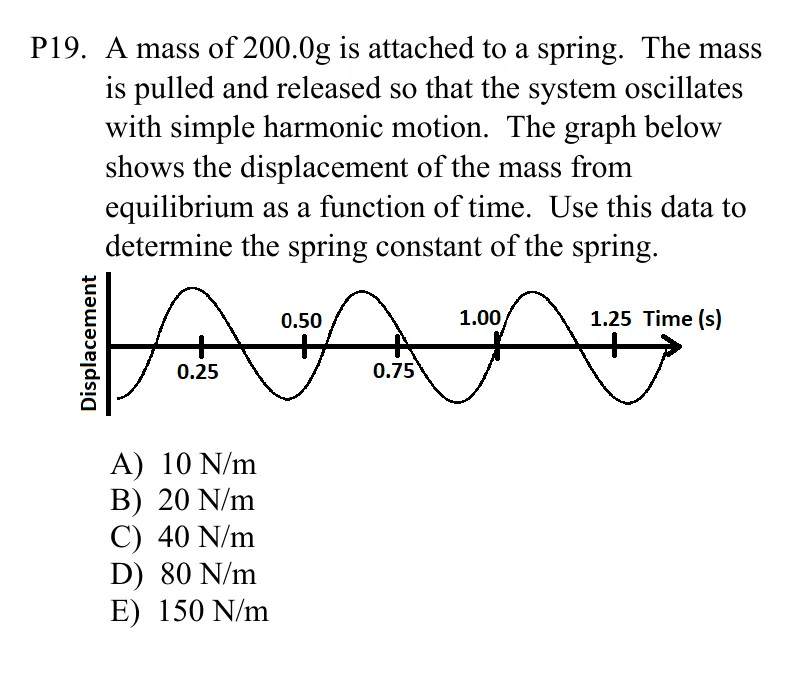 P19. A mass of 200.0g is attached to a spring. The mass
is pulled and released so that the system oscillates
with simple harmonic motion. The graph below
shows the displacement of the mass from
equilibrium as a function of time. Use this data to
determine the spring constant of the spring.
Displacement
0.50 1.00 1.25 Time (s)
0.25 0.75
A) 10 N/m
B) 20 N/m
C) 40 N/m
D) 80 N/m
E) 150 N/m